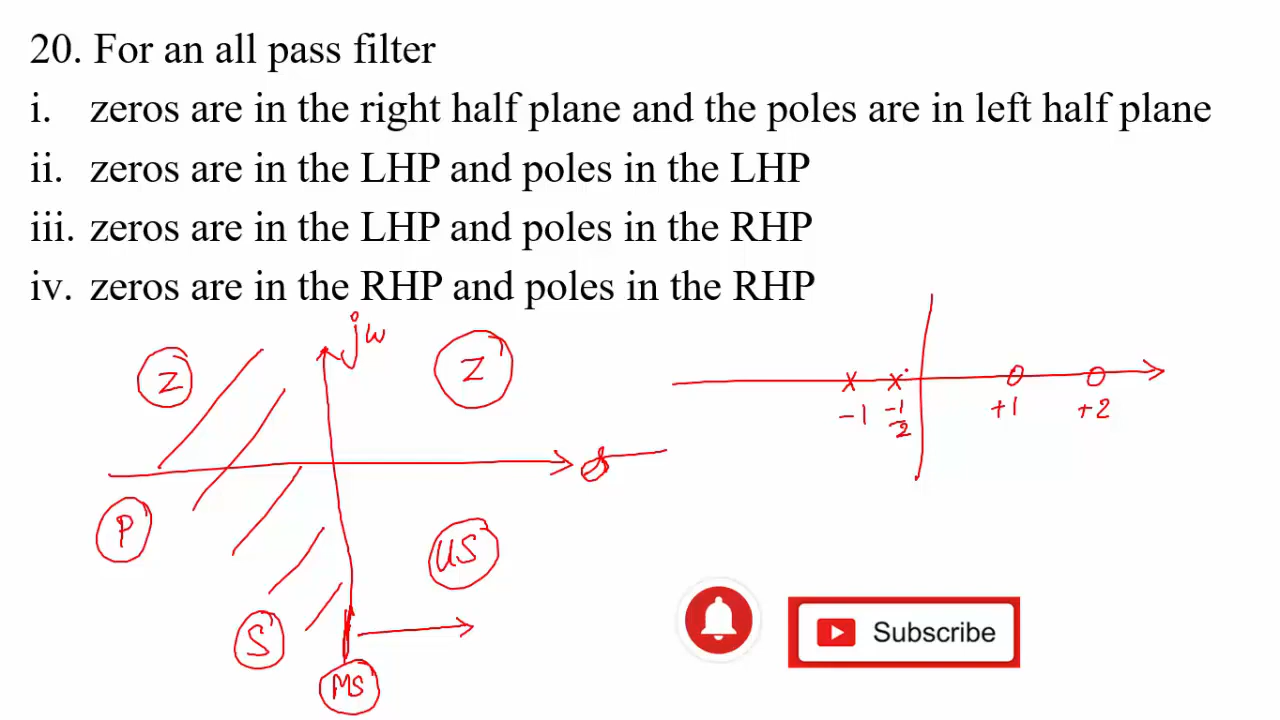 20. For an all pass filter
i. zeros are in the right half plane and the poles are in left half plane
ii. zeros are in the LHP and poles in the LHP
iii. zeros are in the LHP and poles in the RHP
iv. zeros are in the RHP and poles in the RHP
jω
Z
Z
-1
-1/2
+1
+2
σ
P
US
S
MS
Subscribe